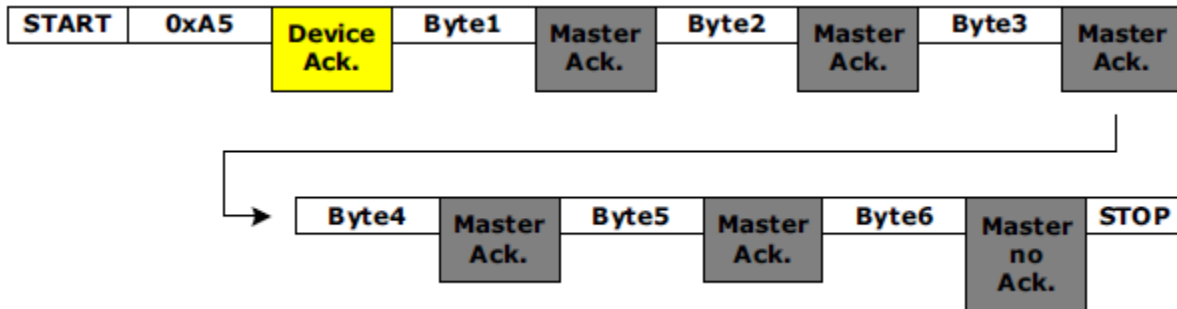 START 0xA5 Device Ack. Byte1 Master Ack. Byte2 Master Ack. Byte3 Master Ack.
Byte4 Master Ack. Byte5 Master Ack. Byte6 Master no Ack. STOP